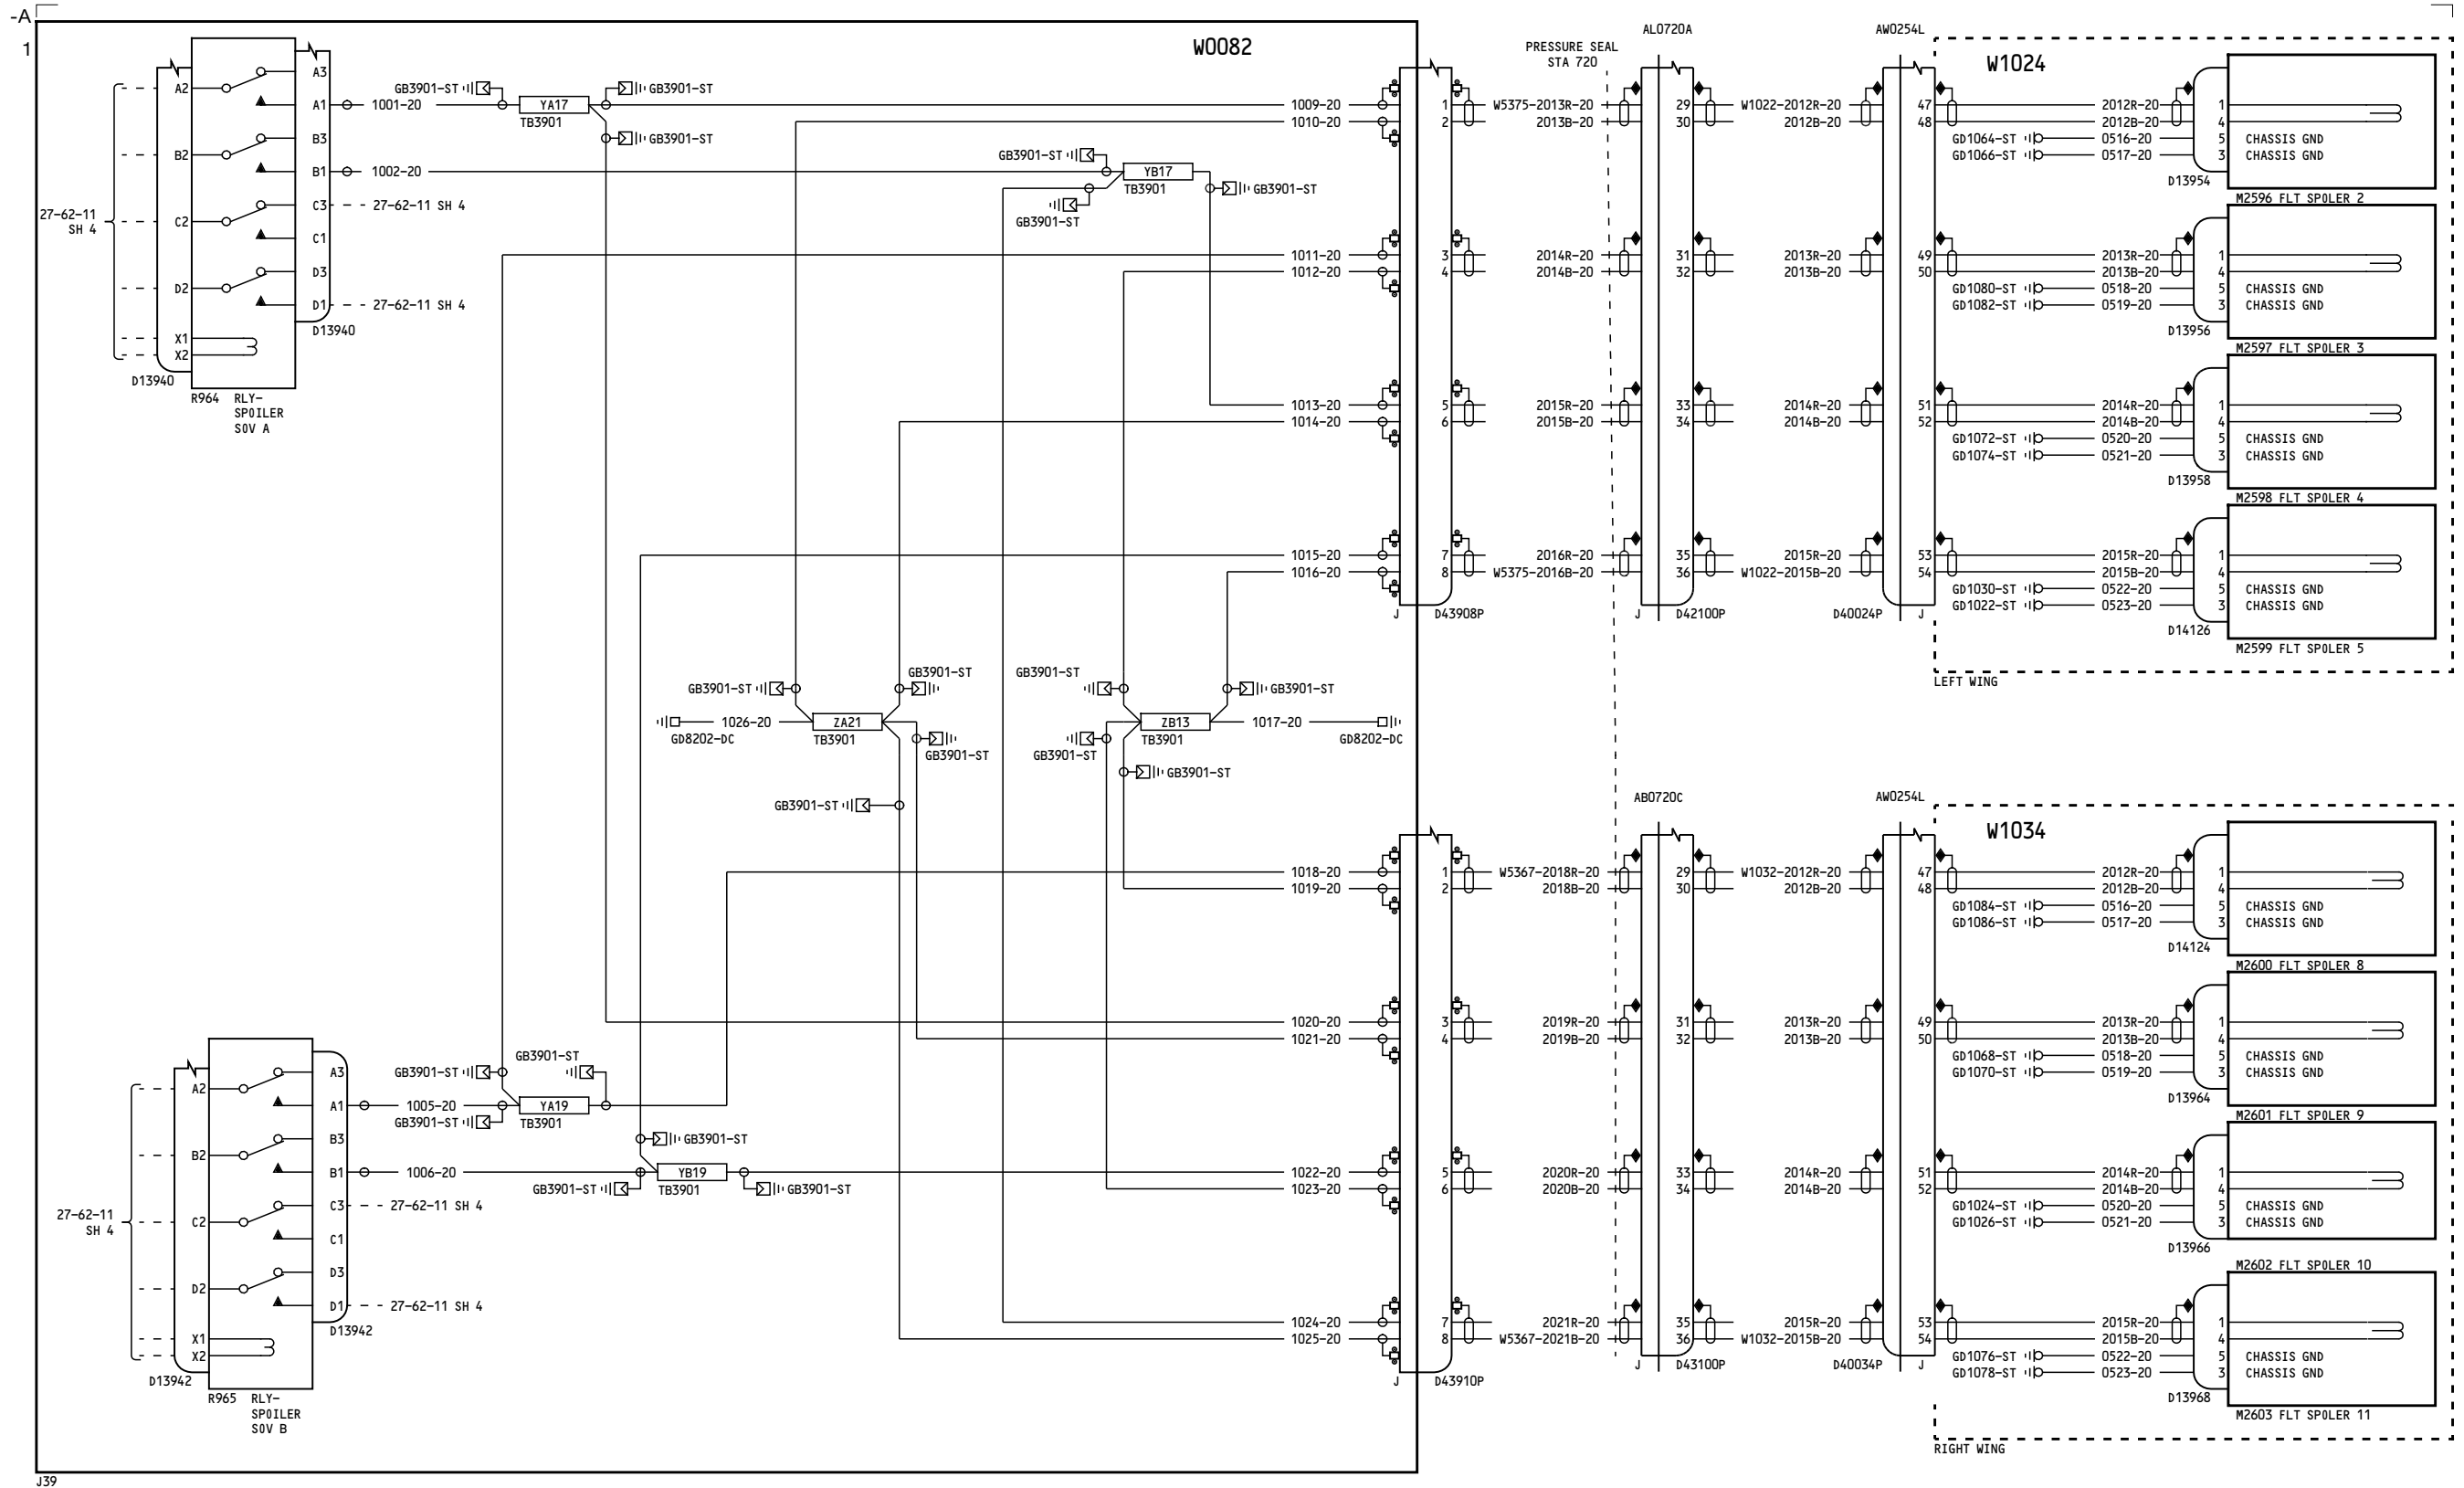 -A
1
W0082
PRESSURE SEAL
STA 720
AL0720A
AW0254L
W1024
27-62-11
SH 4
A2
B2
C2
D2
X1
X2
D13940
A3
A1
B3
B1
C3
C1
D3
D1
D13940
R964 RLY-
SPOILER
SOV A
1001-20
1002-20
27-62-11 SH 4
27-62-11 SH 4
GB3901-ST
YA17
TB3901
GB3901-ST
GB3901-ST
GB3901-ST
YB17
TB3901
GB3901-ST
GB3901-ST
1009-20 1 W5375-2013R-20 29 W1022-2012R-20 47 2012R-20 1
1010-20 2 2013B-20 30 2012B-20 48 2012B-20 4
GD1064-ST 0516-20 5 CHASSIS GND
GD1066-ST 0517-20 3 CHASSIS GND
D13954
M2596 FLT SPOLER 2
1011-20 3 2014R-20 31 2013R-20 49 2013R-20 1
1012-20 4 2014B-20 32 2013B-20 50 2013B-20 4
GD1080-ST 0518-20 5 CHASSIS GND
GD1082-ST 0519-20 3 CHASSIS GND
D13956
M2597 FLT SPOLER 3
1013-20 5 2015R-20 33 2014R-20 51 2014R-20 1
1014-20 6 2015B-20 34 2014B-20 52 2014B-20 4
GD1072-ST 0520-20 5 CHASSIS GND
GD1074-ST 0521-20 3 CHASSIS GND
D13958
M2598 FLT SPOLER 4
1015-20 7 2016R-20 35 2015R-20 53 2015R-20 1
1016-20 8 W5375-2016B-20 36 W1022-2015B-20 54 2015B-20 4
GD1030-ST 0522-20 5 CHASSIS GND
GD1022-ST 0523-20 3 CHASSIS GND
J D43908P J D42100P D40024P J
D14126
M2599 FLT SPOLER 5
LEFT WING
GB3901-ST
GB3901-ST
GB3901-ST
GB3901-ST
1026-20
GD8202-DC
ZA21
TB3901
GB3901-ST
GB3901-ST
GB3901-ST
ZB13
TB3901
1017-20
GD8202-DC
GB3901-ST
GB3901-ST
AB0720C
AW0254L
W1034
1018-20 1 W5367-2018R-20 29 W1032-2012R-20 47 2012R-20 1
1019-20 2 2018B-20 30 2012B-20 48 2012B-20 4
GD1084-ST 0516-20 5 CHASSIS GND
GD1086-ST 0517-20 3 CHASSIS GND
D14124
M2600 FLT SPOLER 8
1020-20 3 2019R-20 31 2013R-20 49 2013R-20 1
1021-20 4 2019B-20 32 2013B-20 50 2013B-20 4
GD1068-ST 0518-20 5 CHASSIS GND
GD1070-ST 0519-20 3 CHASSIS GND
D13964
M2601 FLT SPOLER 9
1022-20 5 2020R-20 33 2014R-20 51 2014R-20 1
1023-20 6 2020B-20 34 2014B-20 52 2014B-20 4
GD1024-ST 0520-20 5 CHASSIS GND
GD1026-ST 0521-20 3 CHASSIS GND
D13966
M2602 FLT SPOLER 10
1024-20 7 2021R-20 35 2015R-20 53 2015R-20 1
1025-20 8 W5367-2021B-20 36 W1032-2015B-20 54 2015B-20 4
GD1076-ST 0522-20 5 CHASSIS GND
GD1078-ST 0523-20 3 CHASSIS GND
J D43910P J D43100P D40034P J
D13968
M2603 FLT SPOLER 11
RIGHT WING
27-62-11
SH 4
A2
B2
C2
D2
X1
X2
D13942
A3
A1
B3
B1
C3
C1
D3
D1
D13942
R965 RLY-
SPOILER
SOV B
1005-20
1006-20
27-62-11 SH 4
27-62-11 SH 4
GB3901-ST
GB3901-ST
GB3901-ST
YA19
TB3901
GB3901-ST
GB3901-ST
YB19
TB3901
GB3901-ST
J39